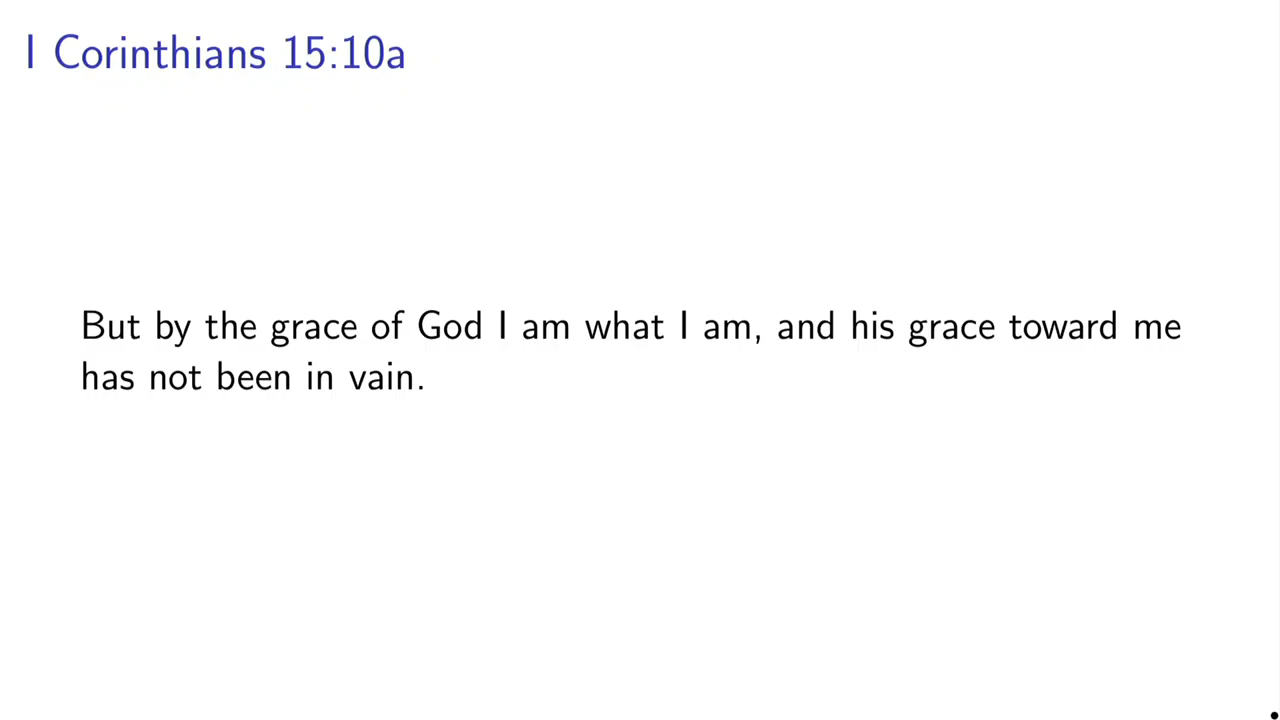 I Corinthians 15:10a
But by the grace of God I am what I am, and his grace toward me
has not been in vain.